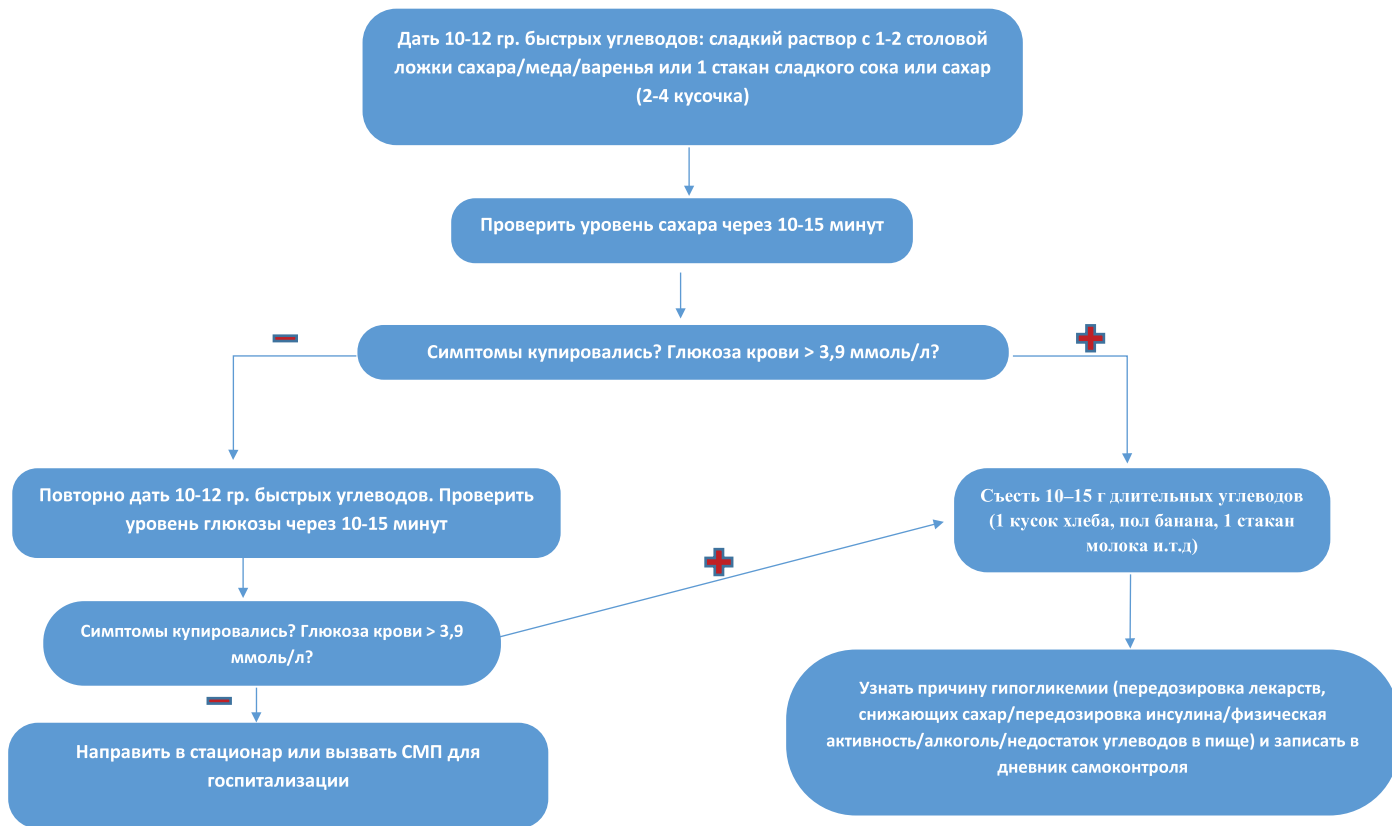 Дать 10-12 гр. быстрых углеводов: сладкий раствор с 1-2 столовой
ложки сахара/меда/варенья или 1 стакан сладкого сока или сахар
(2-4 кусочка)
Проверить уровень сахара через 10-15 минут
Симптомы купировались? Глюкоза крови > 3,9 ммоль/л?
Повторно дать 10-12 гр. быстрых углеводов. Проверить
уровень глюкозы через 10-15 минут
Съесть 10–15 г длительных углеводов
(1 кусок хлеба, пол банана, 1 стакан
молока и.т.д)
Симптомы купировались? Глюкоза крови > 3,9
ммоль/л?
Узнать причину гипогликемии (передозировка лекарств,
снижающих сахар/передозировка инсулина/физическая
активность/алкоголь/недостаток углеводов в пище) и записать в
дневник самоконтроля
Направить в стационар или вызвать СМП для
госпитализации